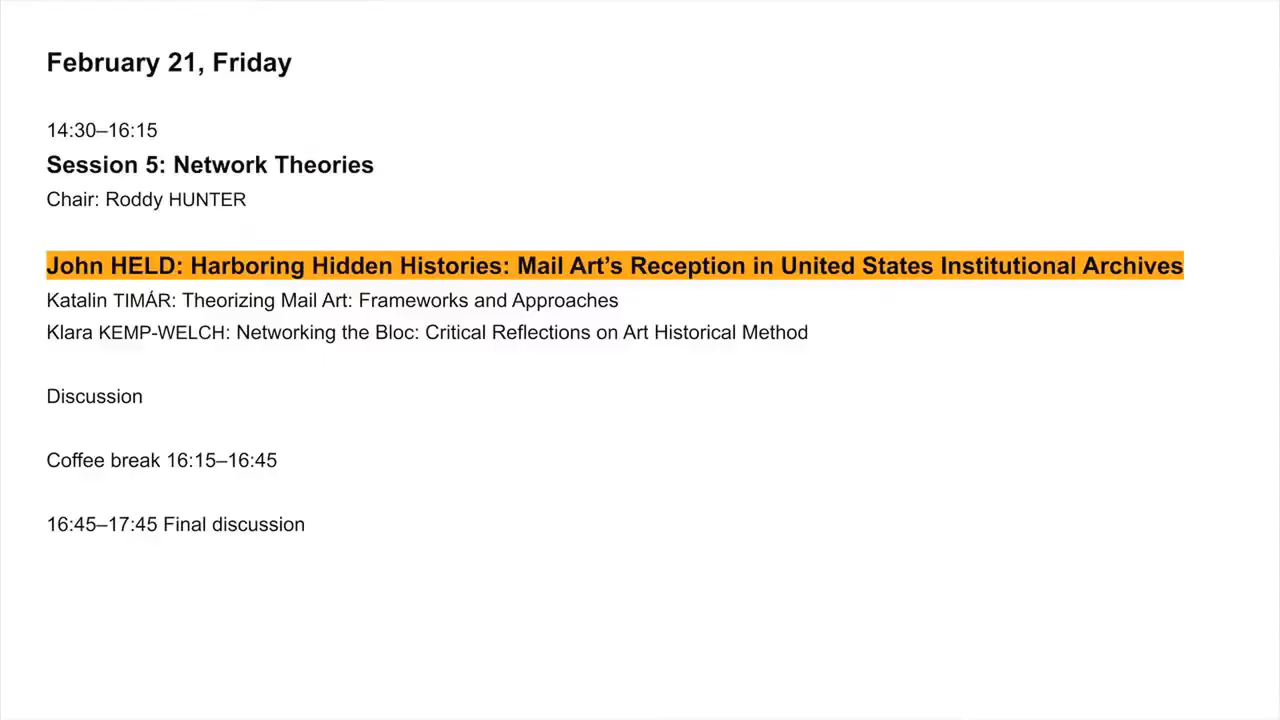 February 21, Friday
14:30–16:15
Session 5: Network Theories
Chair: Roddy HUNTER
John HELD: Harboring Hidden Histories: Mail Art’s Reception in United States Institutional Archives
Katalin TIMÁR: Theorizing Mail Art: Frameworks and Approaches
Klara KEMP-WELCH: Networking the Bloc: Critical Reflections on Art Historical Method
Discussion
Coffee break 16:15–16:45
16:45–17:45 Final discussion